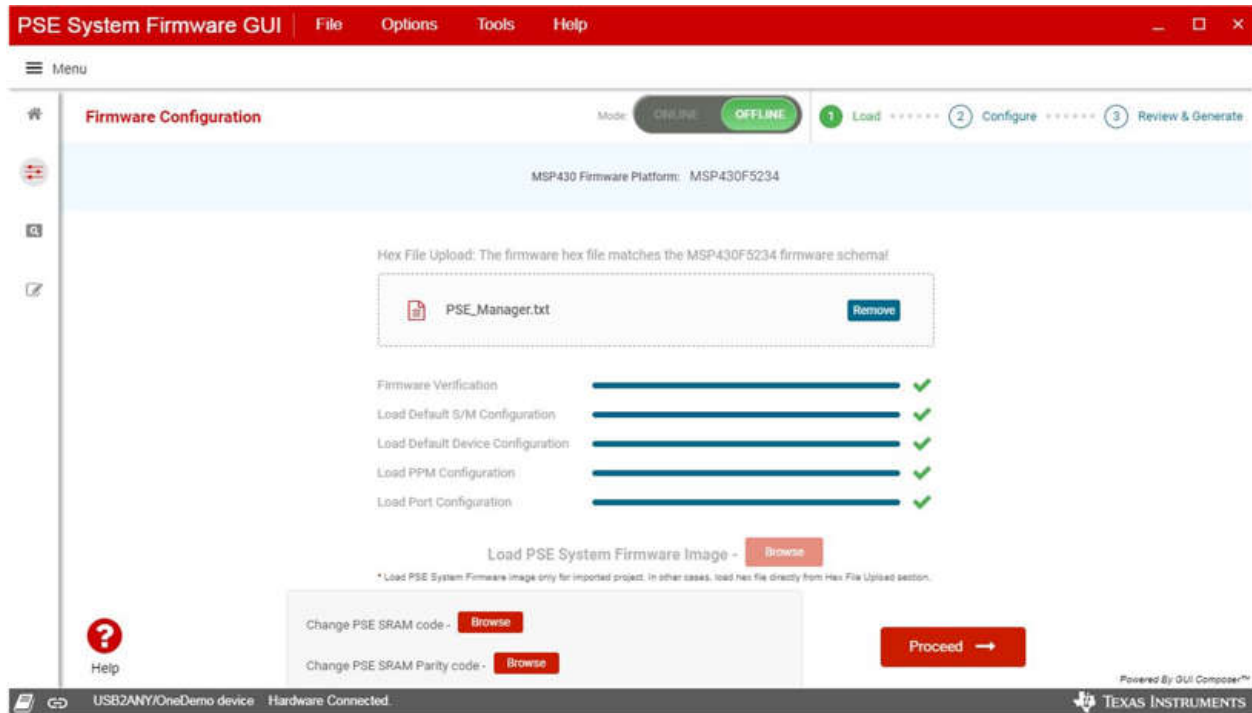 PSE System Firmware GUI File Options Tools Help
Menu
Firmware Configuration Mode: ONLINE OFFLINE 1 Load 2 Configure 3 Review & Generate
MSP430 Firmware Platform: MSP430F5234
Hex File Upload: The firmware hex file matches the MSP430F5234 firmware schema!
PSE_Manager.txt Remove
Firmware Verification
Load Default S/M Configuration
Load Default Device Configuration
Load PPM Configuration
Load Port Configuration
Load PSE System Firmware Image - Browse
* Load PSE System Firmware image only for imported project. In other cases, load hex file directly from Hex File Upload section.
Change PSE SRAM code - Browse
Change PSE SRAM Parity code - Browse
Proceed →
? Help
Powered By GUI Composer™
USB2ANY/OneDemo device Hardware Connected. TEXAS INSTRUMENTS